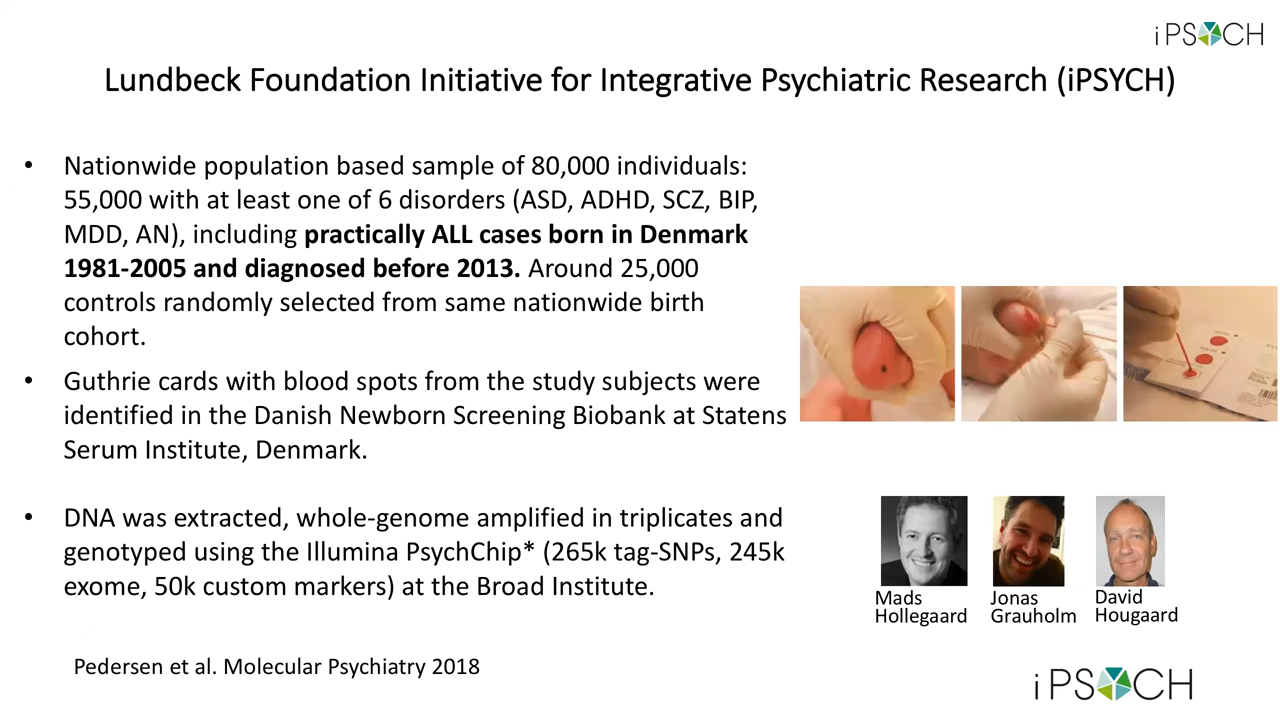 iPSYCH
Lundbeck Foundation Initiative for Integrative Psychiatric Research (iPSYCH)
• Nationwide population based sample of 80,000 individuals:
55,000 with at least one of 6 disorders (ASD, ADHD, SCZ, BIP,
MDD, AN), including practically ALL cases born in Denmark
1981-2005 and diagnosed before 2013. Around 25,000
controls randomly selected from same nationwide birth
cohort.
• Guthrie cards with blood spots from the study subjects were
identified in the Danish Newborn Screening Biobank at Statens
Serum Institute, Denmark.
• DNA was extracted, whole-genome amplified in triplicates and
genotyped using the Illumina PsychChip* (265k tag-SNPs, 245k
exome, 50k custom markers) at the Broad Institute.
Mads
Hollegaard
Jonas
Grauholm
David
Hougaard
Pedersen et al. Molecular Psychiatry 2018
iPSYCH